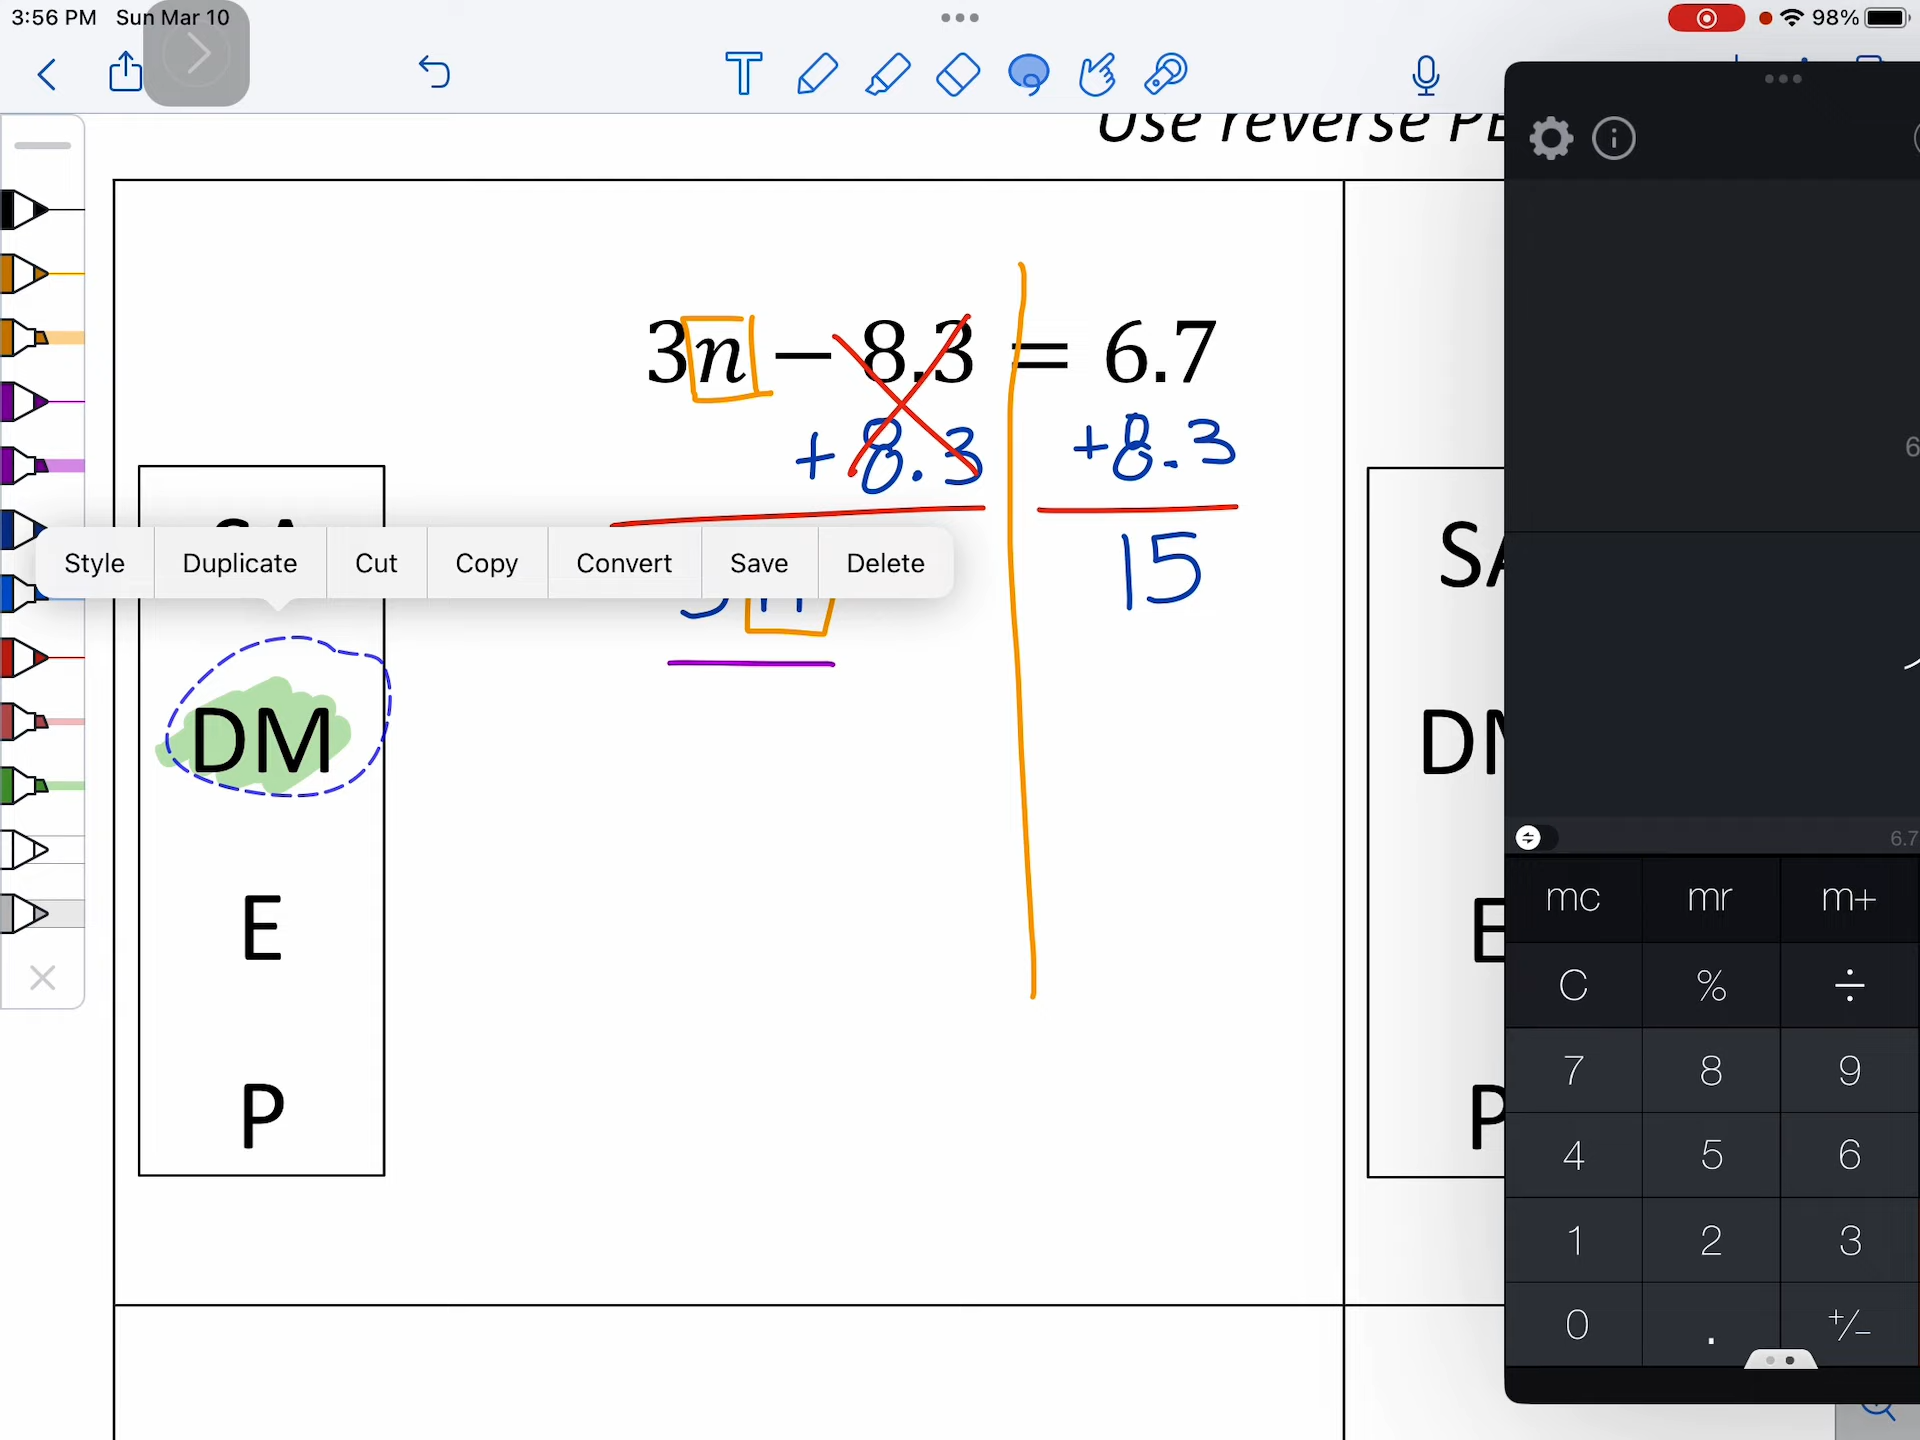 3:56 PM Sun Mar 10
98%
T
Use reverse
3n − 8.3 = 6.7
+8.3 +8.3
Style Duplicate Cut Copy Convert Save Delete
15
DM
E
P
SA
DM
E
P
6.7
mc mr m+
C % ÷
7 8 9
4 5 6
1 2 3
0 . +/−